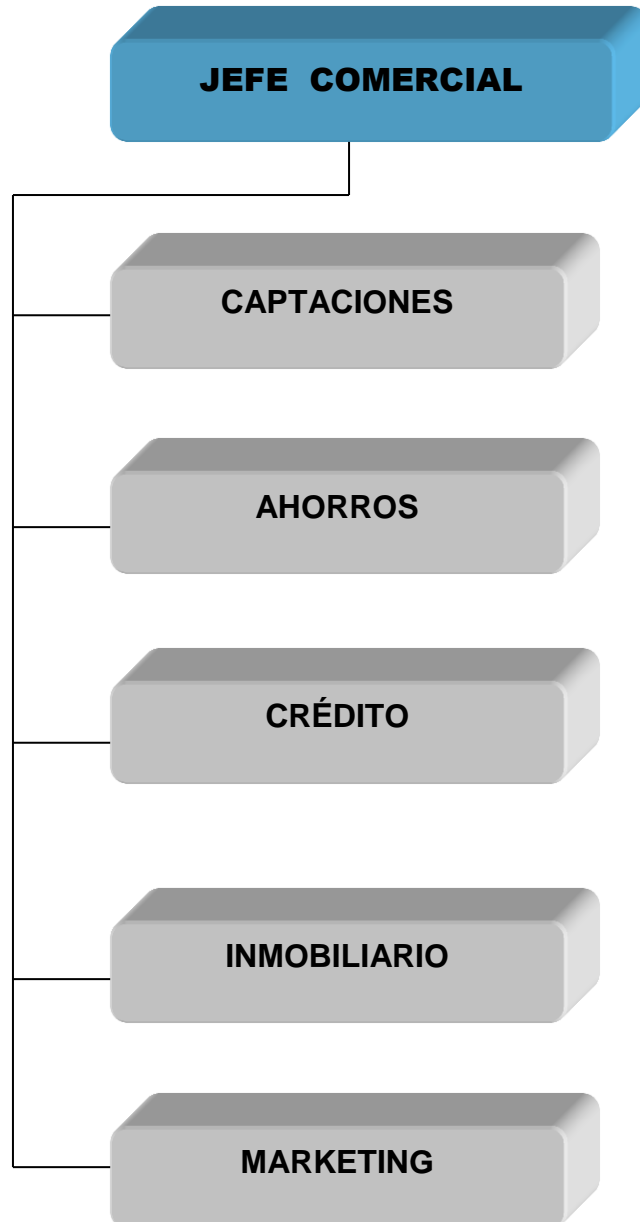 JEFE COMERCIAL
CAPTACIONES
AHORROS
CRÉDITO
INMOBILIARIO
MARKETING